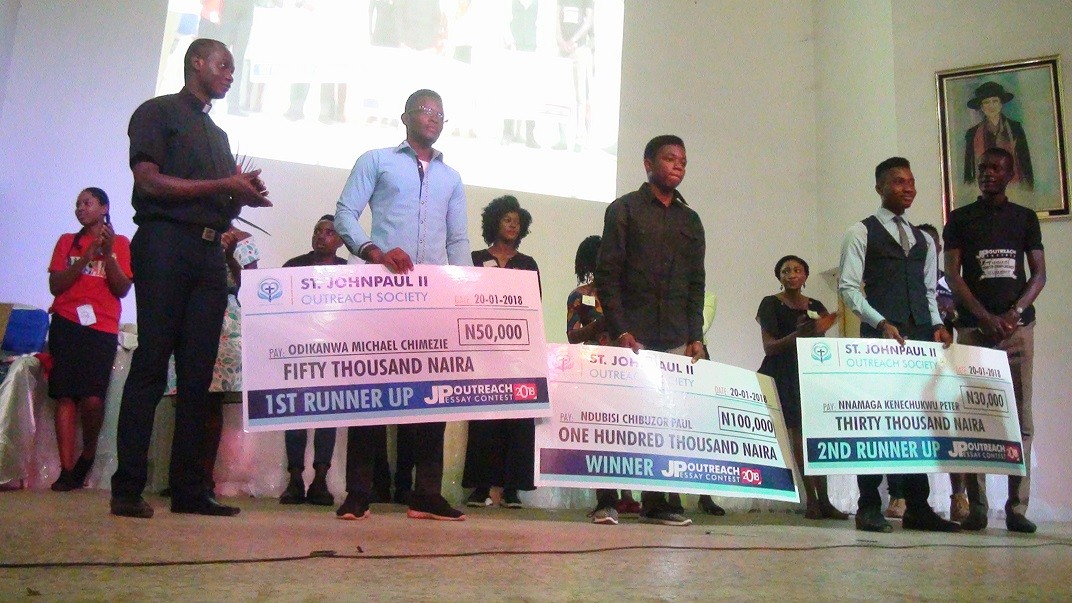 ST. JOHNPAUL II
OUTREACH SOCIETY
DATE 20-01-2018
N50,000
PAY: ODIKANWA MICHAEL CHIMEZIE
FIFTY THOUSAND NAIRA
1ST RUNNER UP
JP OUTREACH
ESSAY CONTEST 2018
ST. JOHNPAUL II
OUTREACH SOCIETY
DATE 20-01-2018
N100,000
PAY: NDUBISI CHIBUZOR PAUL
ONE HUNDRED THOUSAND NAIRA
WINNER
JP OUTREACH
ESSAY CONTEST 2018
ST. JOHNPAUL II
OUTREACH SOCIETY
20-01-2018
N30,000
PAY: NNAMAGA KENECHUKWU PETER
THIRTY THOUSAND NAIRA
2ND RUNNER UP
JP OUTREACH
ESSAY CONTEST 2018
JP OUTREACH